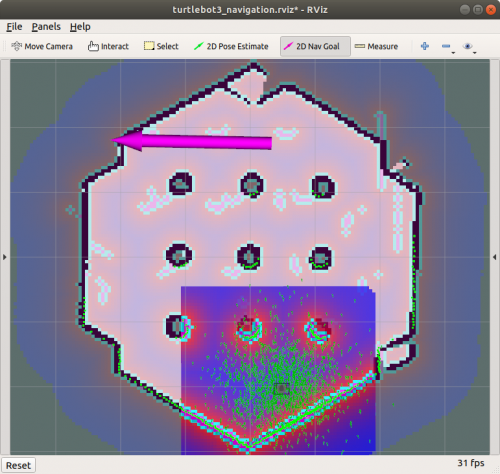 turtlebot3_navigation.rviz* - RViz
File Panels Help
Move Camera Interact Select 2D Pose Estimate 2D Nav Goal Measure
Reset 31 fps